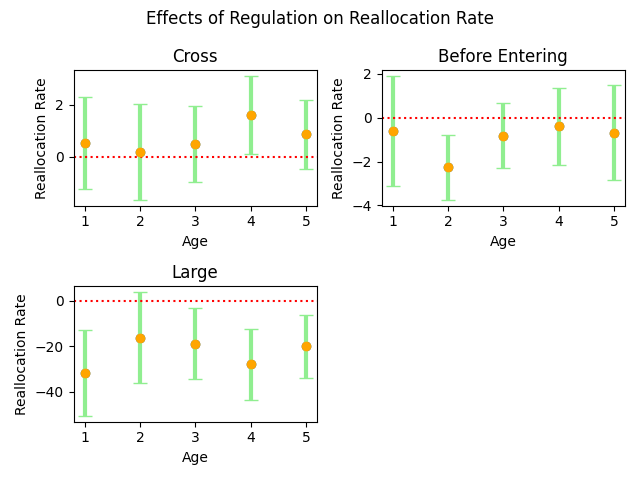 Effects of Regulation on Reallocation Rate
Cross
Reallocation Rate
2
0
1 2 3 4 5
Age
Before Entering
Reallocation Rate
2
0
−2
−4
1 2 3 4 5
Age
Large
Reallocation Rate
0
−20
−40
1 2 3 4 5
Age